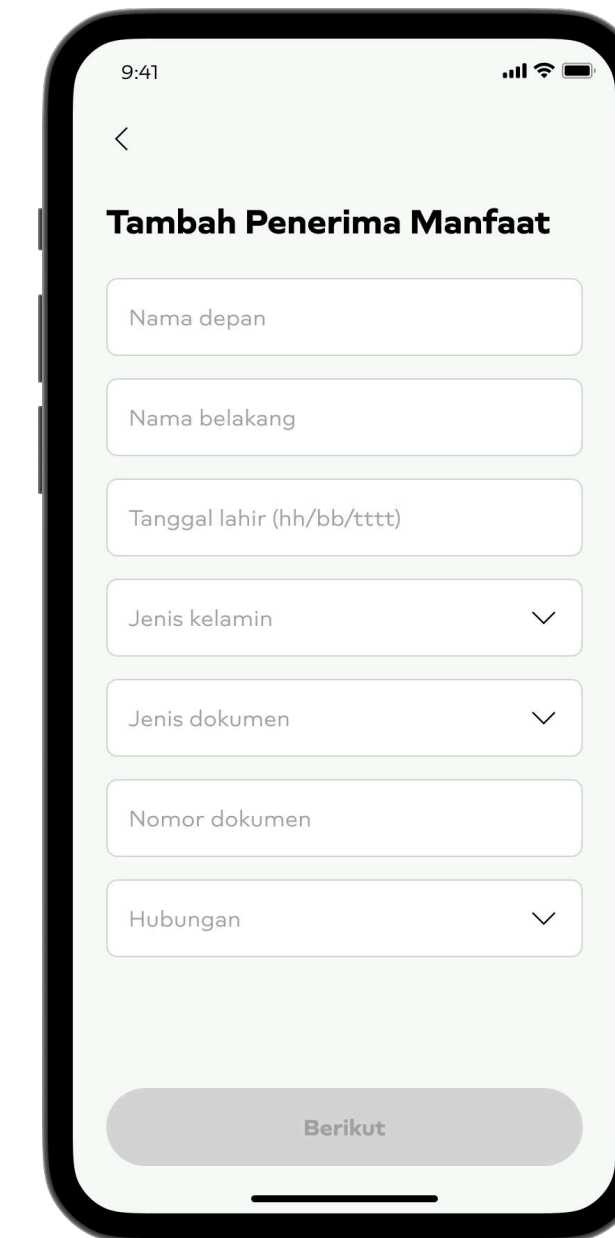 9:41
Tambah Penerima Manfaat
Nama depan
Nama belakang
Tanggal lahir (hh/bb/tttt)
Jenis kelamin
Jenis dokumen
Nomor dokumen
Hubungan
Berikut